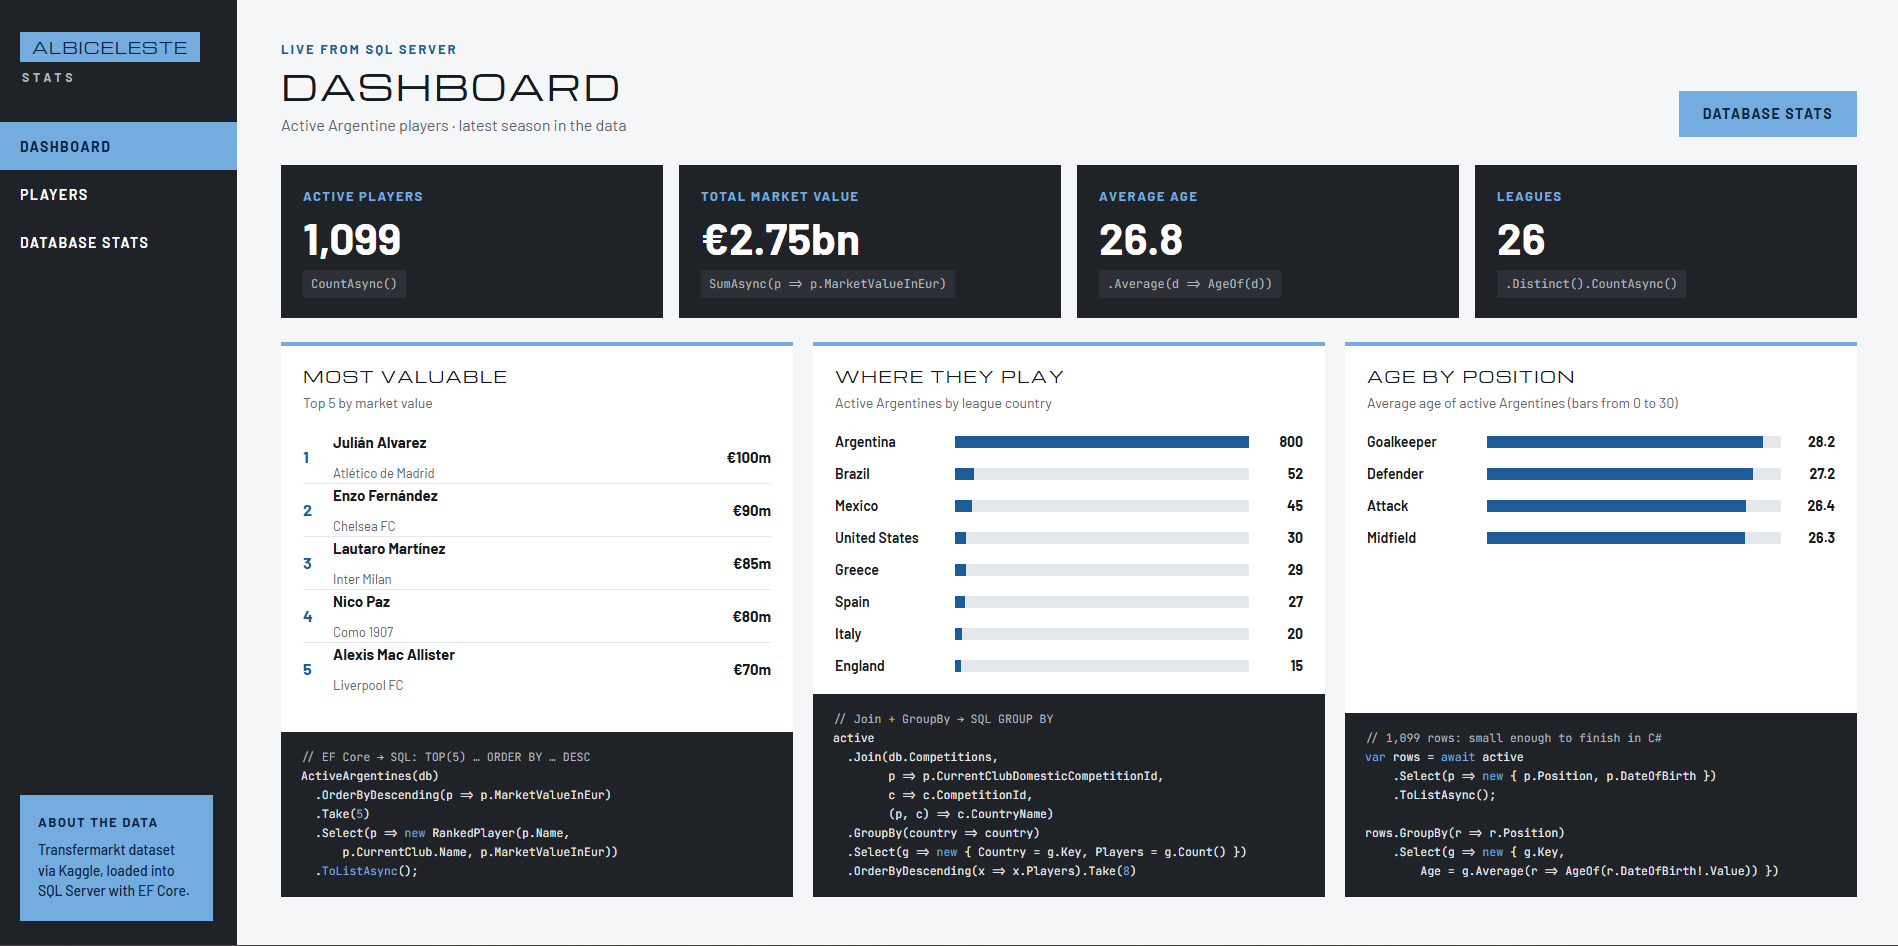 ALBICELESTE
STATS
DASHBOARD
PLAYERS
DATABASE STATS
ABOUT THE DATA
Transfermarkt dataset
via Kaggle, loaded into
SQL Server with EF Core.
LIVE FROM SQL SERVER
DASHBOARD
Active Argentine players · latest season in the data
DATABASE STATS
ACTIVE PLAYERS
1,099
CountAsync()
TOTAL MARKET VALUE
€2.75bn
SumAsync(p => p.MarketValueInEur)
AVERAGE AGE
26.8
.Average(d => AgeOf(d))
LEAGUES
26
.Distinct().CountAsync()
MOST VALUABLE
Top 5 by market value
1 Julián Alvarez €100m
Atlético de Madrid
2 Enzo Fernández €90m
Chelsea FC
3 Lautaro Martínez €85m
Inter Milan
4 Nico Paz €80m
Como 1907
5 Alexis Mac Allister €70m
Liverpool FC
// EF Core → SQL: TOP(5) … ORDER BY … DESC
ActiveArgentines(db)
.OrderByDescending(p => p.MarketValueInEur)
.Take(5)
.Select(p => new RankedPlayer(p.Name,
p.CurrentClub.Name, p.MarketValueInEur))
.ToListAsync();
WHERE THEY PLAY
Active Argentines by league country
Argentina 800
Brazil 52
Mexico 45
United States 30
Greece 29
Spain 27
Italy 20
England 15
// Join + GroupBy → SQL GROUP BY
active
.Join(db.Competitions,
p => p.CurrentClubDomesticCompetitionId,
c => c.CompetitionId,
(p, c) => c.CountryName)
.GroupBy(country => country)
.Select(g => new { Country = g.Key, Players = g.Count() })
.OrderByDescending(x => x.Players).Take(8)
AGE BY POSITION
Average age of active Argentines (bars from 0 to 30)
Goalkeeper 28.2
Defender 27.2
Attack 26.4
Midfield 26.3
// 1,099 rows: small enough to finish in C#
var rows = await active
.Select(p => new { p.Position, p.DateOfBirth })
.ToListAsync();
rows.GroupBy(r => r.Position)
.Select(g => new { g.Key,
Age = g.Average(r => AgeOf(r.DateOfBirth!.Value)) })